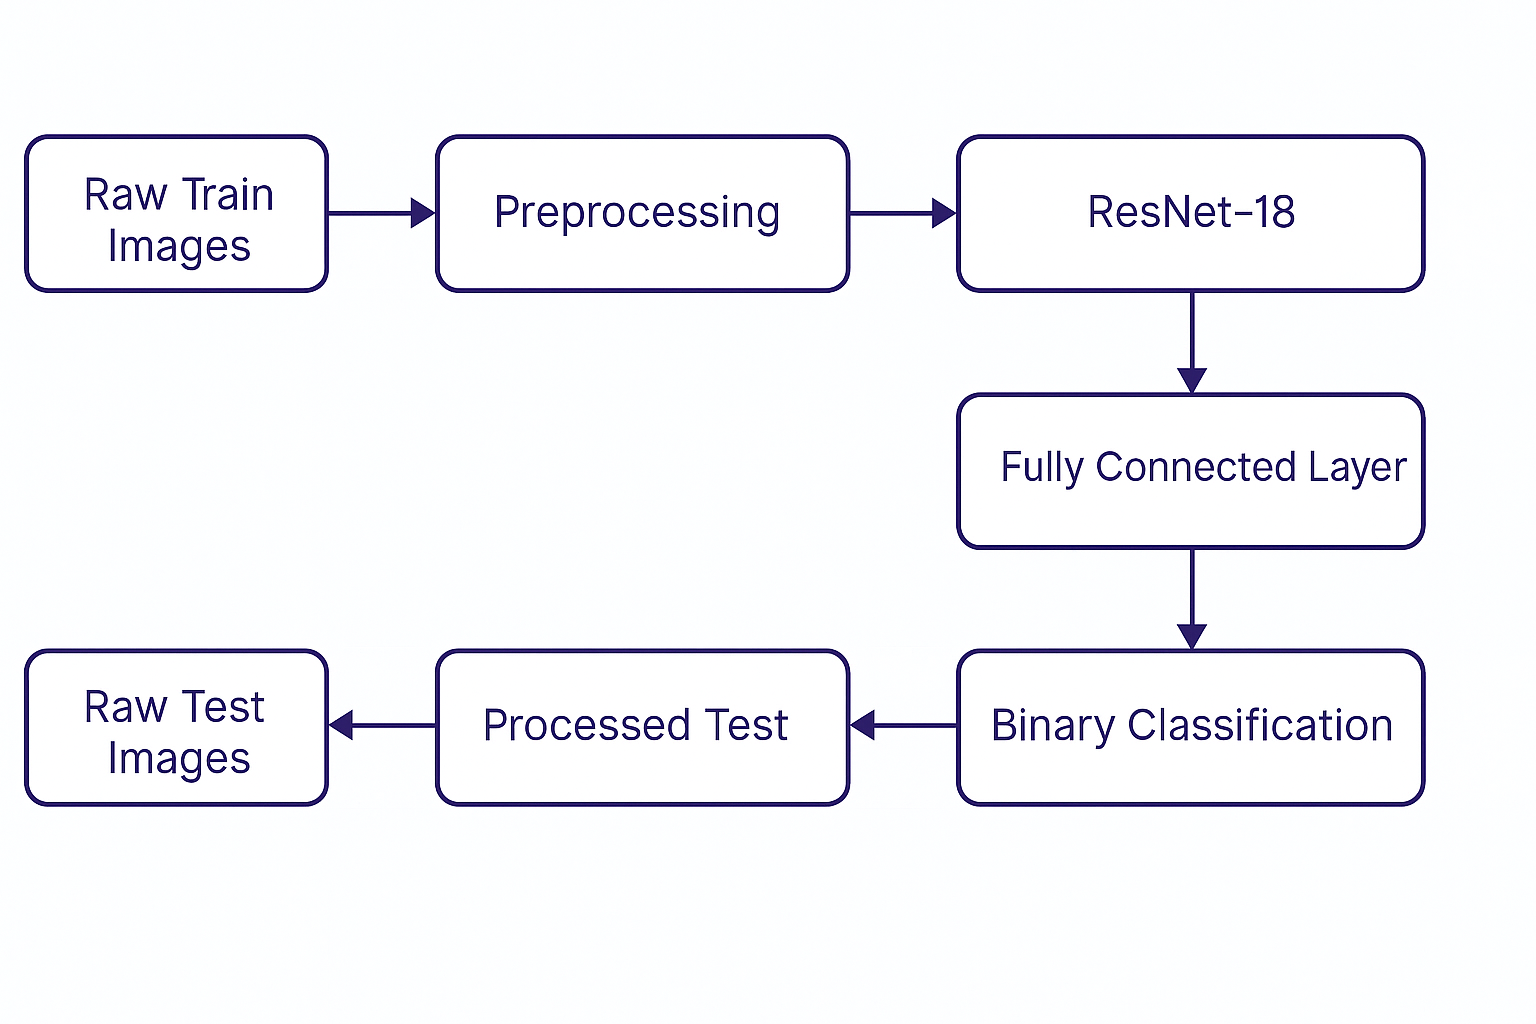 Raw Train
Images
Preprocessing
ResNet–18
Fully Connected Layer
Raw Test
Images
Processed Test
Binary Classification